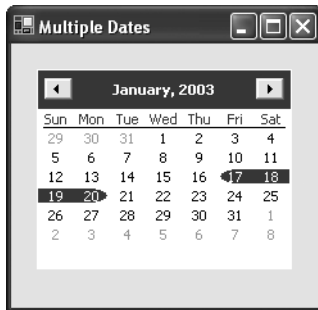 Multiple Dates
January, 2003
Sun Mon Tue Wed Thu Fri Sat
29 30 31 1 2 3 4
5 6 7 8 9 10 11
12 13 14 15 16 17 18
19 20 21 22 23 24 25
26 27 28 29 30 31 1
2 3 4 5 6 7 8